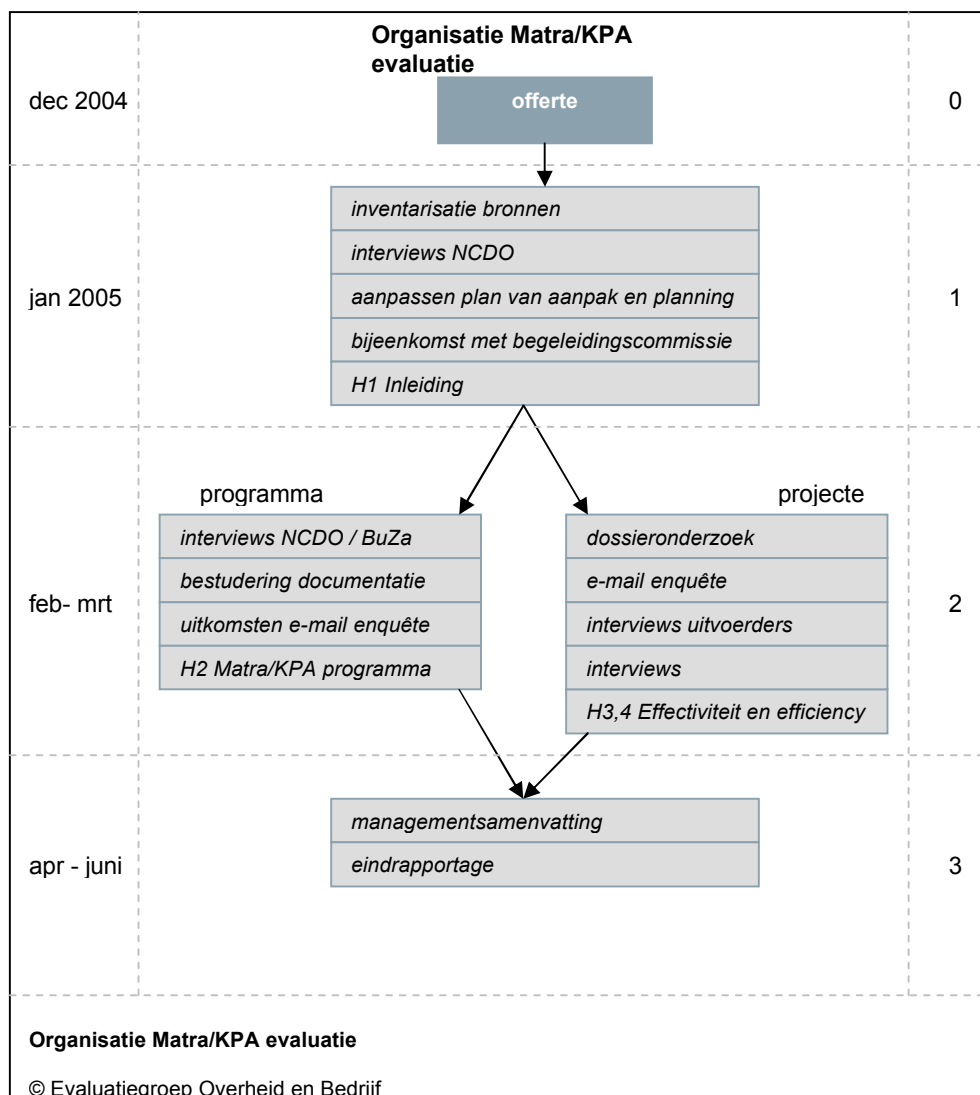 Organisatie Matra/KPA
evaluatie
dec 2004
offerte
0
jan 2005
inventarisatie bronnen
interviews NCDO
aanpassen plan van aanpak en planning
bijeenkomst met begeleidingscommissie
H1 Inleiding
1
feb- mrt
programma
interviews NCDO / BuZa
bestudering documentatie
uitkomsten e-mail enquête
H2 Matra/KPA programma
projecte
dossieronderzoek
e-mail enquête
interviews uitvoerders
interviews
H3,4 Effectiviteit en efficiency
2
apr - juni
managementsamenvatting
eindrapportage
3
Organisatie Matra/KPA evaluatie
© Evaluatiegroep Overheid en Bedrijf